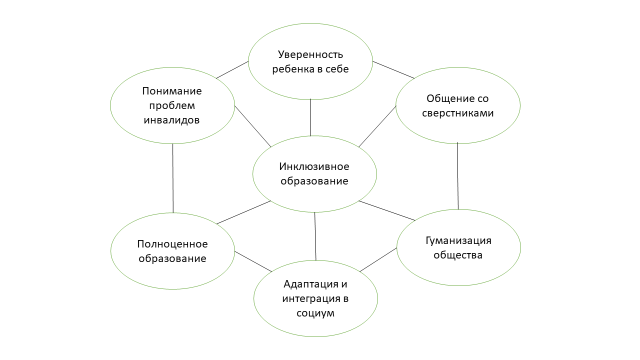 Уверенность
ребенка в себе
Понимание
проблем
инвалидов
Общение со
сверстниками
Инклюзивное
образование
Полноценное
образование
Гуманизация
общества
Адаптация и
интеграция в
социум